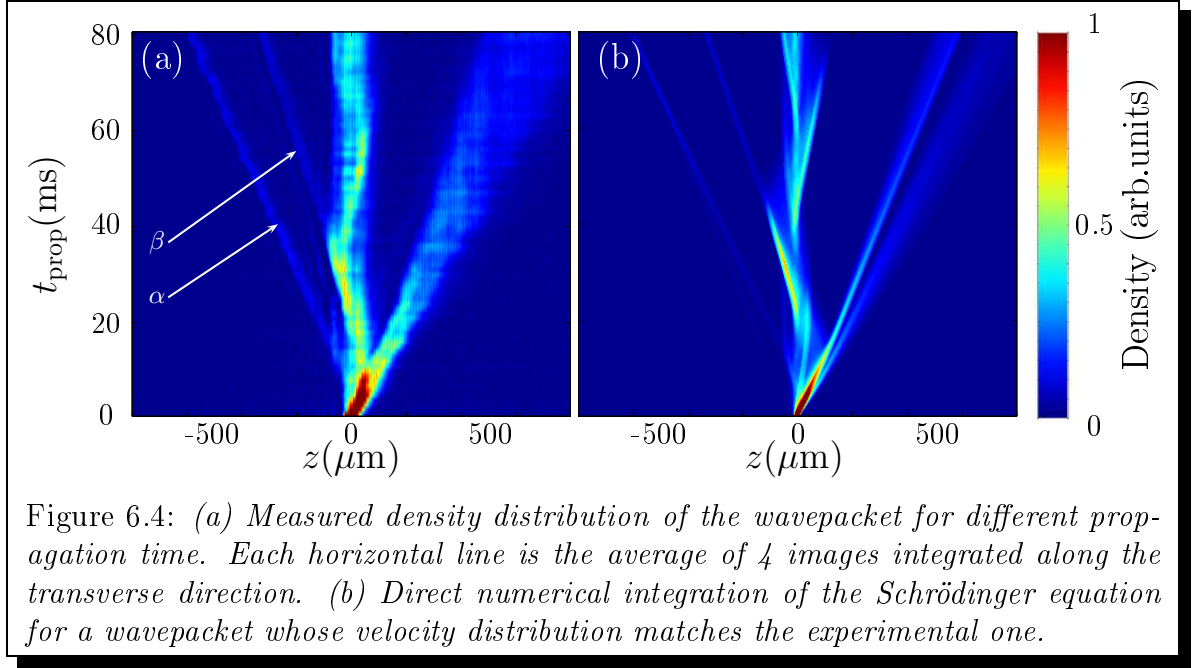 (a)
(b)
80
60
40
20
0
t_prop(ms)
β
α
-500 0 500
z(μm)
-500 0 500
z(μm)
1
0.5
0
Density (arb.units)
Figure 6.4: (a) Measured density distribution of the wavepacket for different prop-
agation time. Each horizontal line is the average of 4 images integrated along the
transverse direction. (b) Direct numerical integration of the Schrödinger equation
for a wavepacket whose velocity distribution matches the experimental one.